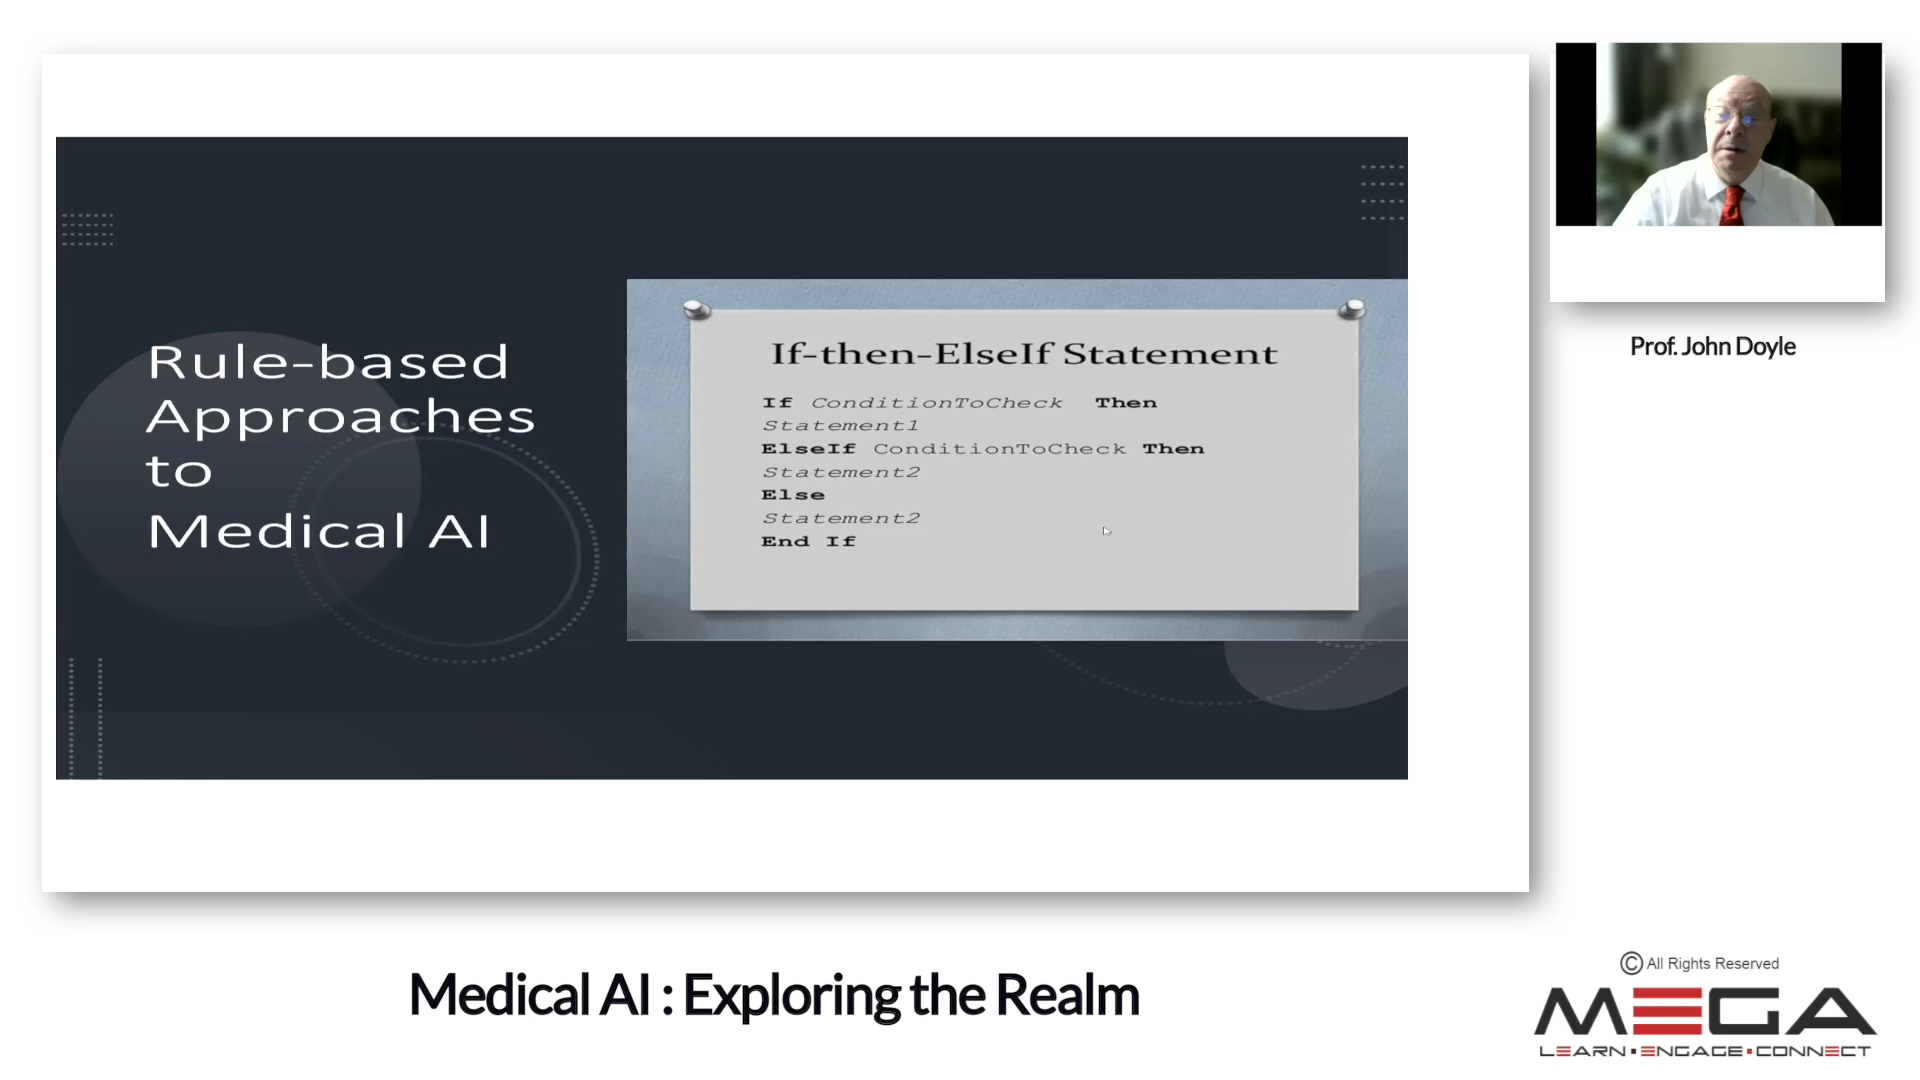 Rule-based
Approaches
to
Medical AI
If-then-ElseIf Statement
If ConditionToCheck Then
Statement1
ElseIf ConditionToCheck Then
Statement2
Else
Statement2
End If
Prof. John Doyle
Medical AI : Exploring the Realm
© All Rights Reserved
MEGA
LEARN▪ENGAGE▪CONNECT